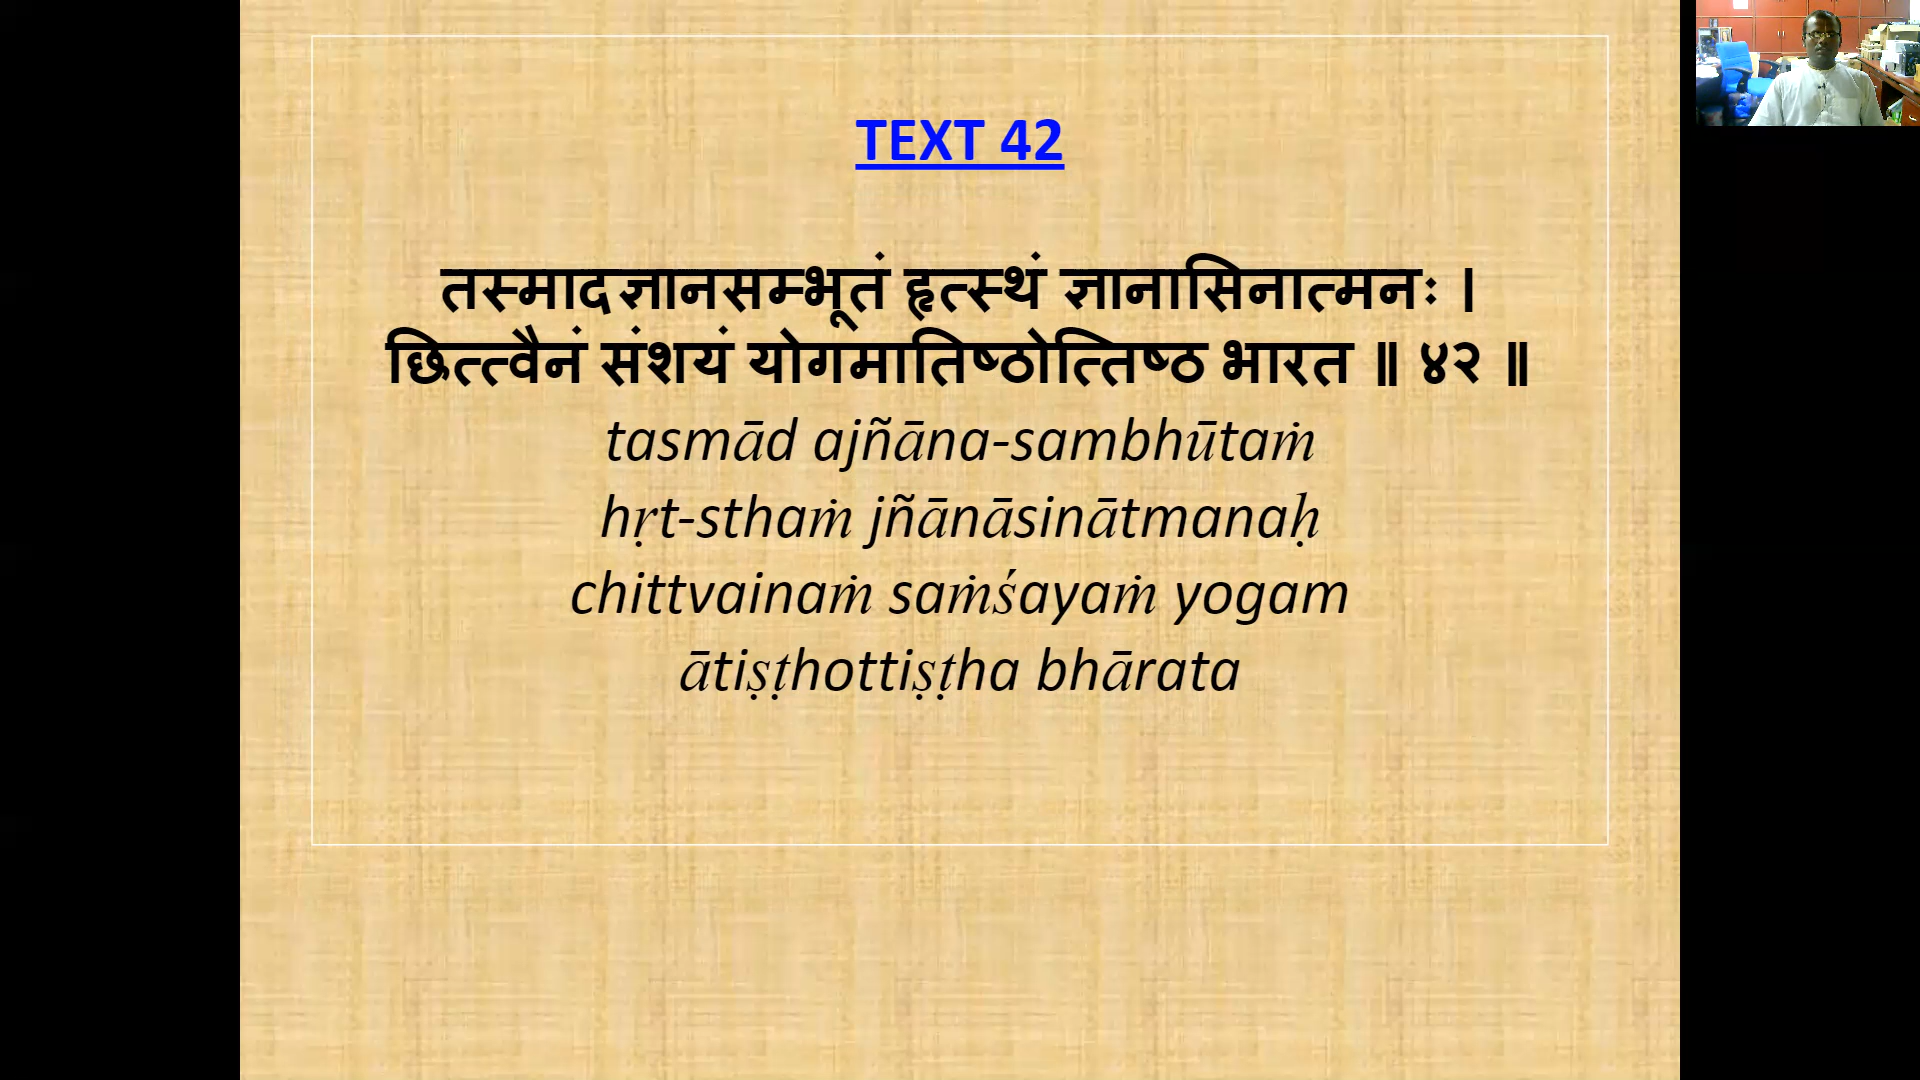 TEXT 42
तस्मादज्ञानसम्भूतं हृत्स्थं ज्ञानासिनात्मनः ।
छित्त्वैनं संशयं योगमातिष्ठोत्तिष्ठ भारत ॥ ४२ ॥
tasmād ajñāna-sambhūtaṁ
hṛt-sthaṁ jñānāsinātmanaḥ
chittvainaṁ saṁśayaṁ yogam
ātiṣṭhottiṣṭha bhārata